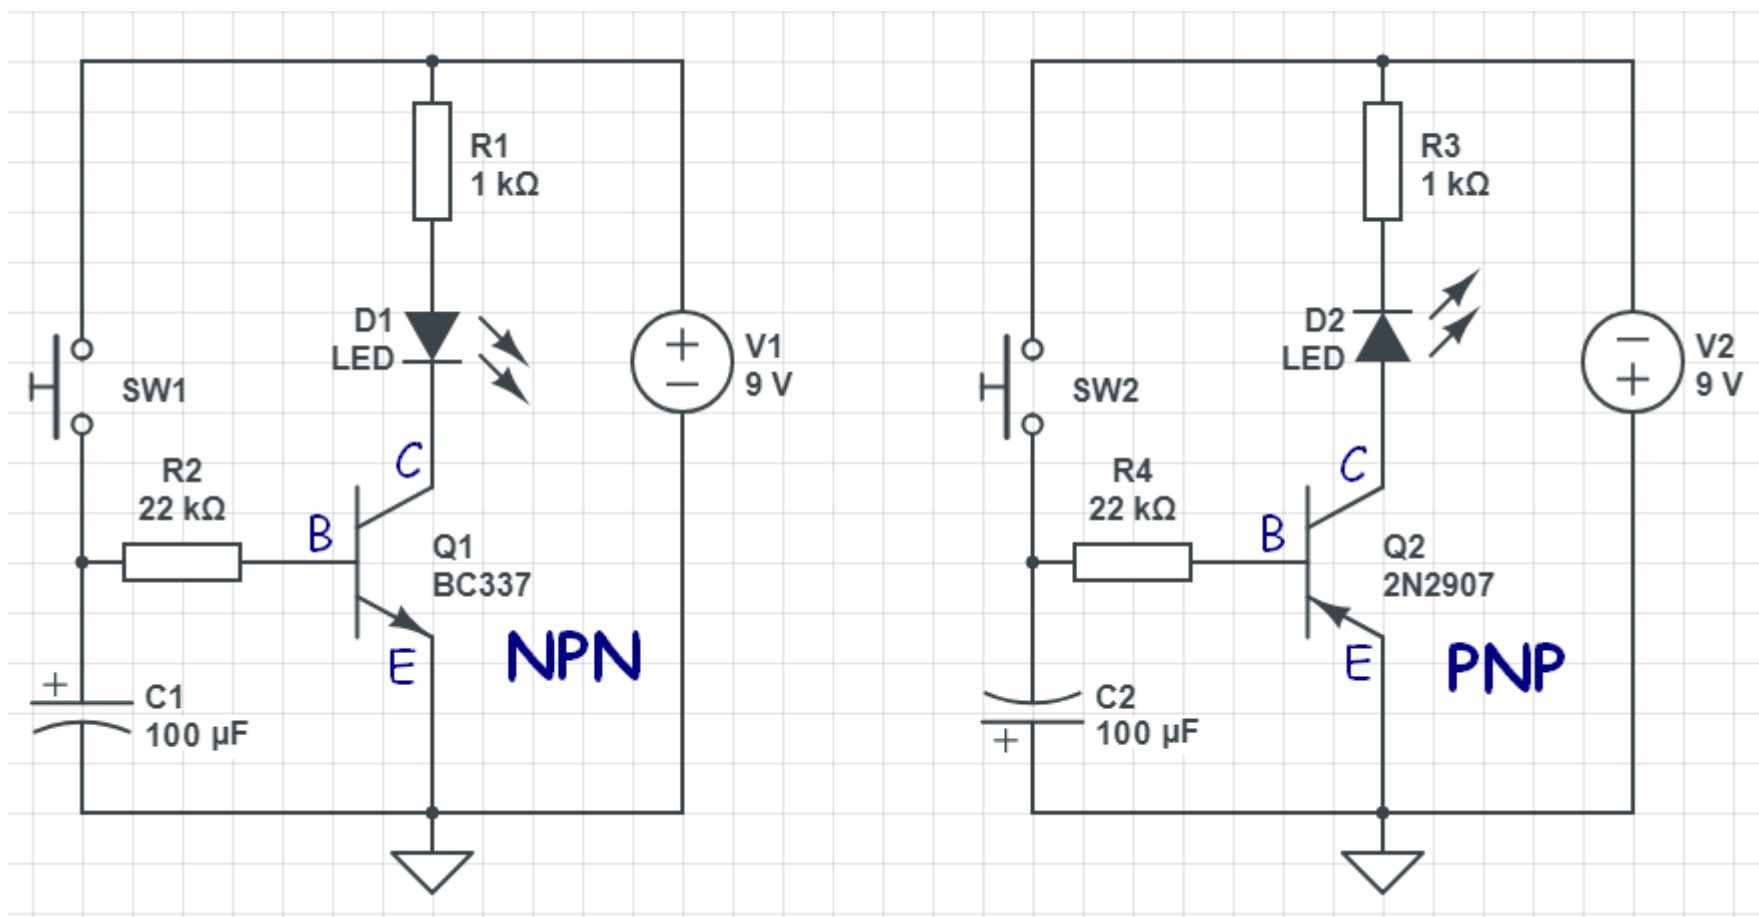 R1
1 kΩ
D1
LED
+
−
V1
9 V
SW1
C
R2
22 kΩ
B
Q1
BC337
E
NPN
+
C1
100 µF
R3
1 kΩ
D2
LED
−
+
V2
9 V
SW2
C
R4
22 kΩ
B
Q2
2N2907
E
PNP
C2
100 µF
+